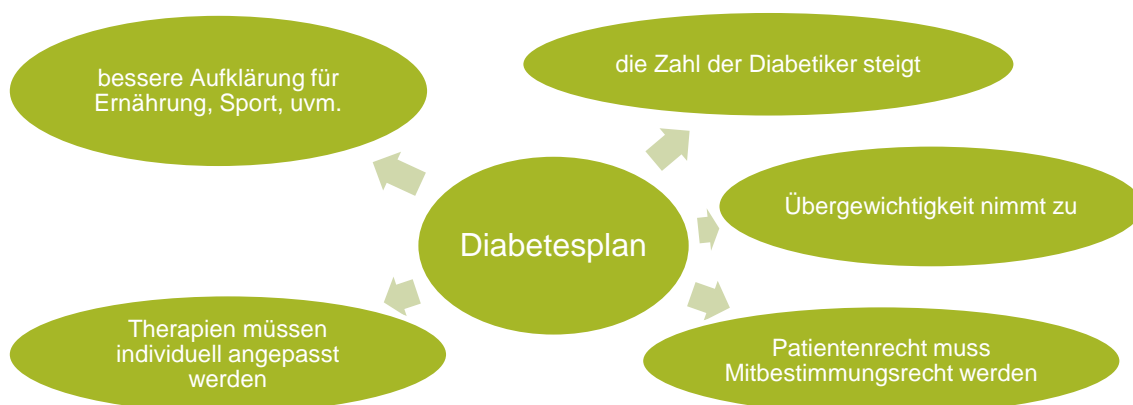 bessere Aufklärung für
Ernährung, Sport, uvm.
die Zahl der Diabetiker steigt
Übergewichtigkeit nimmt zu
Diabetesplan
Therapien müssen
individuell angepasst
werden
Patientenrecht muss
Mitbestimmungsrecht werden